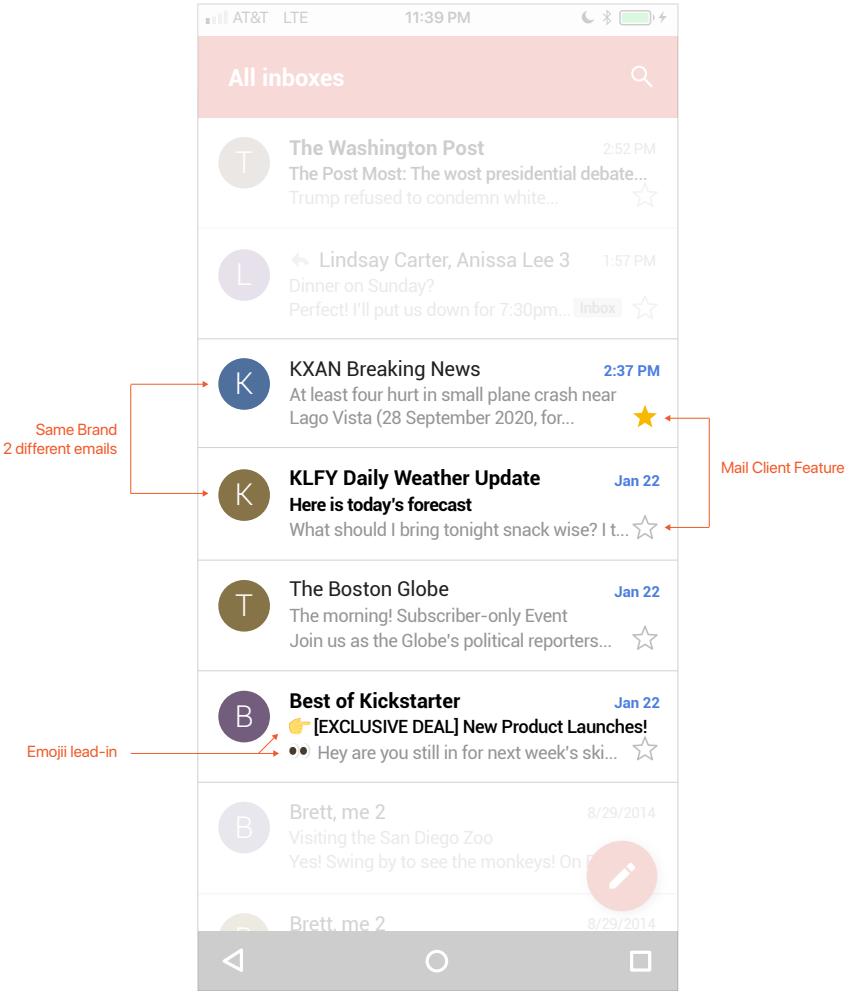 AT&T LTE 11:39 PM
All inboxes
T The Washington Post 2:52 PM
The Post Most: The wost presidential debate...
Trump refused to condemn white...
L Lindsay Carter, Anissa Lee 3 1:57 PM
Dinner on Sunday?
Perfect! I'll put us down for 7:30pm... Inbox
K KXAN Breaking News 2:37 PM
At least four hurt in small plane crash near
Lago Vista (28 September 2020, for...
Same Brand
2 different emails
Mail Client Feature
K KLFY Daily Weather Update Jan 22
Here is today's forecast
What should I bring tonight snack wise? I t...
T The Boston Globe Jan 22
The morning! Subscriber-only Event
Join us as the Globe's political reporters...
B Best of Kickstarter Jan 22
👉[EXCLUSIVE DEAL] New Product Launches!
👀 Hey are you still in for next week's ski...
Emojii lead-in
B Brett, me 2 8/29/2014
Visiting the San Diego Zoo
Yes! Swing by to see the monkeys! On
Brett, me 2 8/29/2014